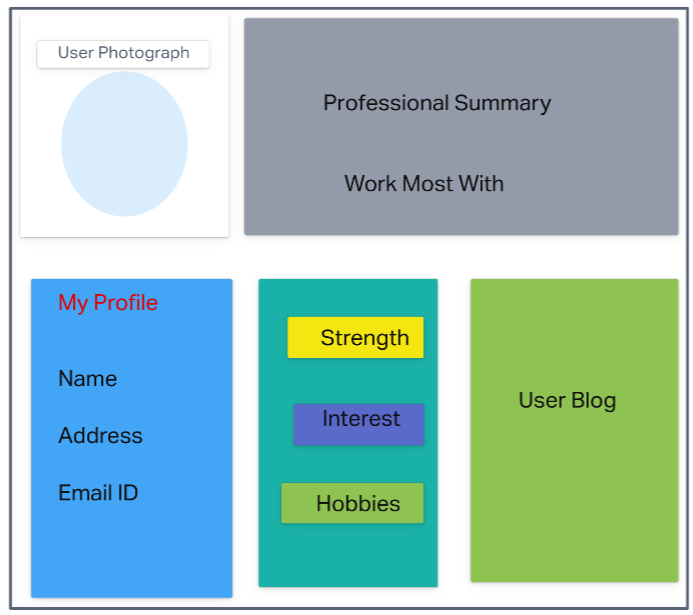 User Photograph
Professional Summary
Work Most With
My Profile
Name
Address
Email ID
Strength
Interest
Hobbies
User Blog